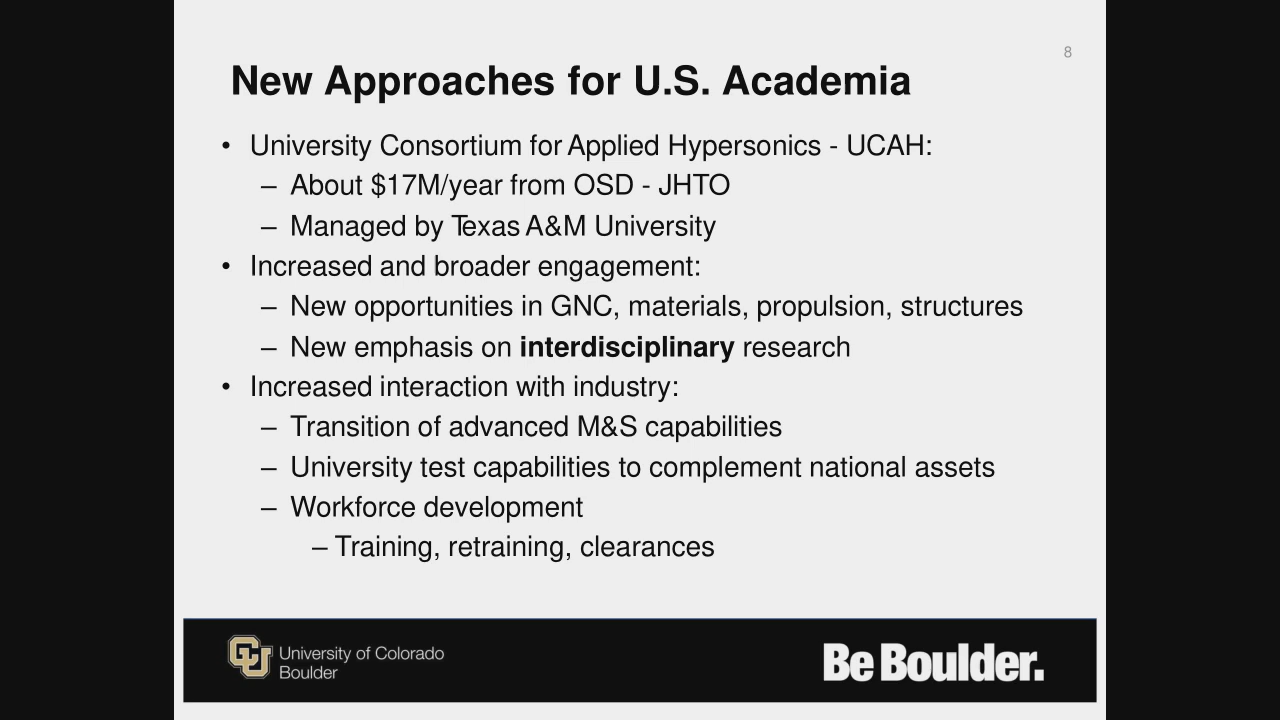 8
New Approaches for U.S. Academia
• University Consortium for Applied Hypersonics - UCAH:
– About $17M/year from OSD - JHTO
– Managed by Texas A&M University
• Increased and broader engagement:
– New opportunities in GNC, materials, propulsion, structures
– New emphasis on interdisciplinary research
• Increased interaction with industry:
– Transition of advanced M&S capabilities
– University test capabilities to complement national assets
– Workforce development
– Training, retraining, clearances
CU University of Colorado
Boulder
Be Boulder.